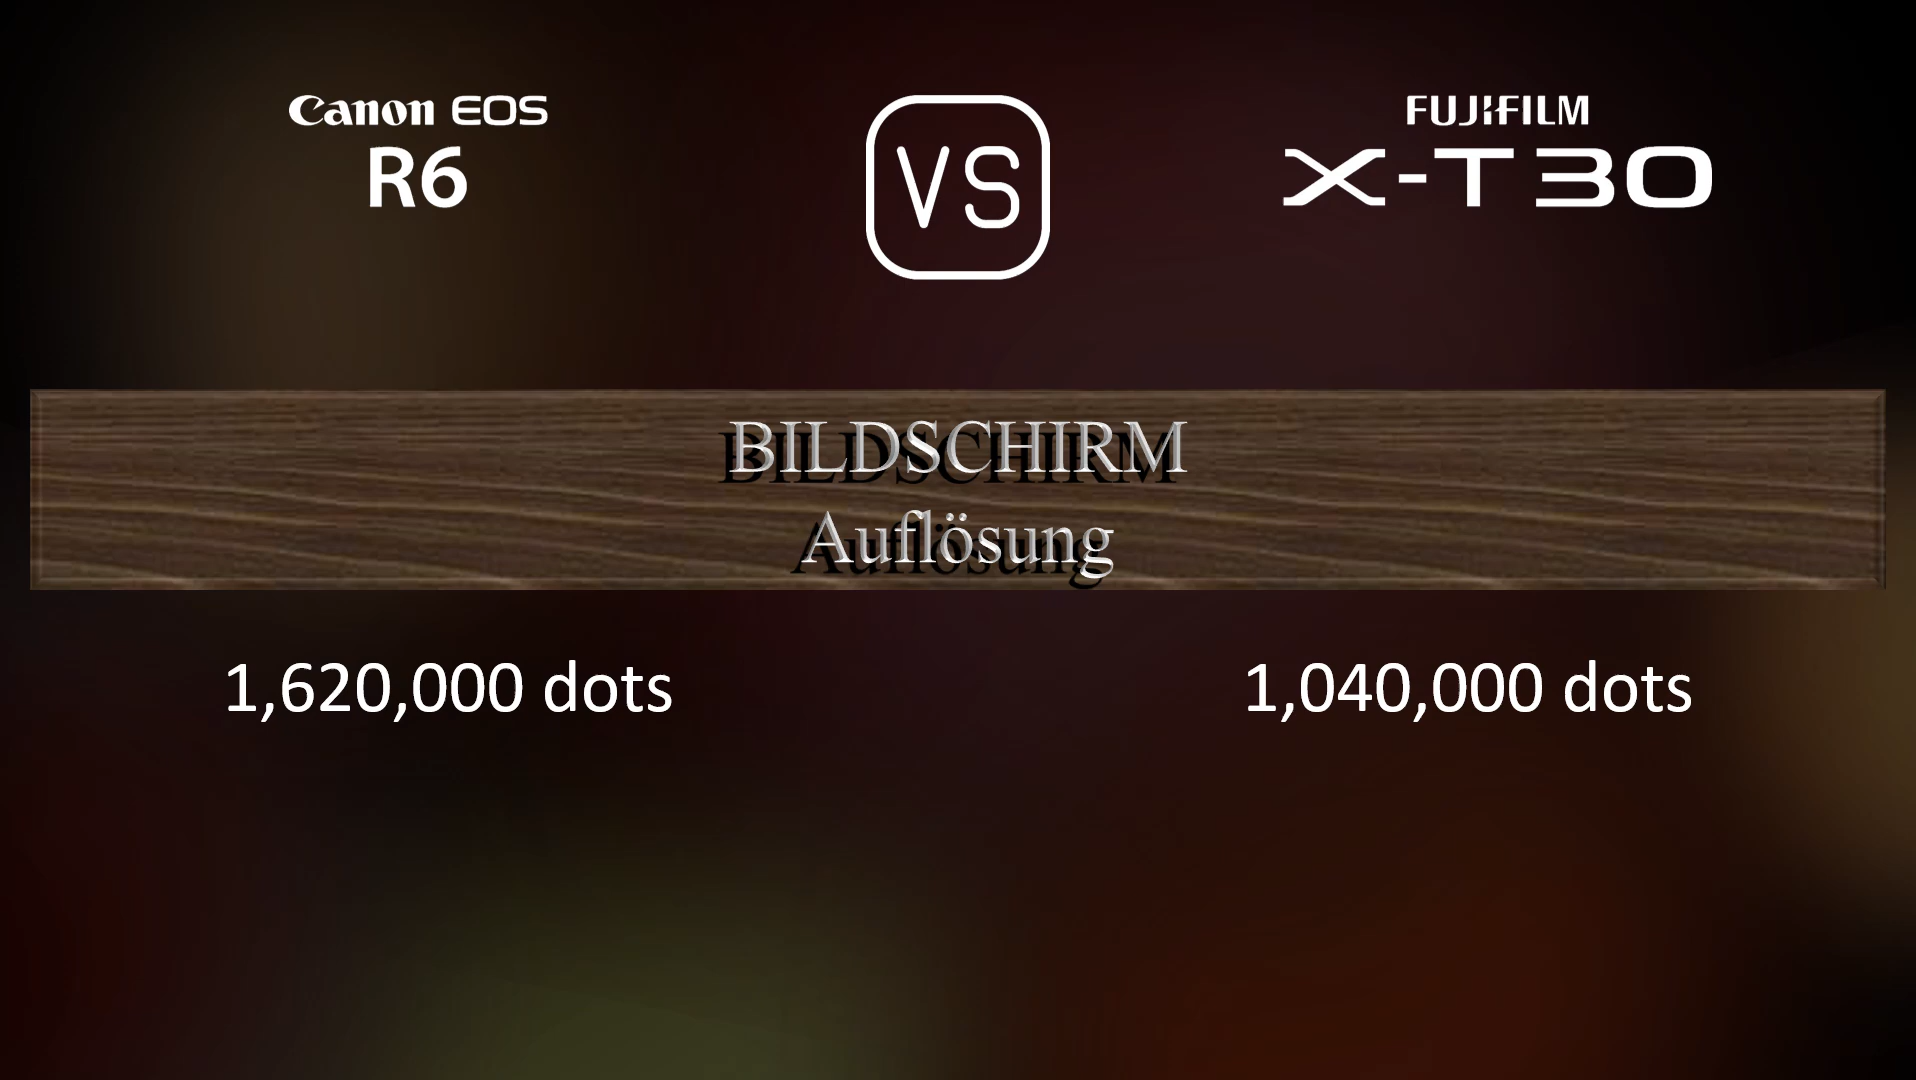 Canon EOS
R6
VS
FUJIFILM
X-T30
BILDSCHIRM
Auflösung
1,620,000 dots
1,040,000 dots